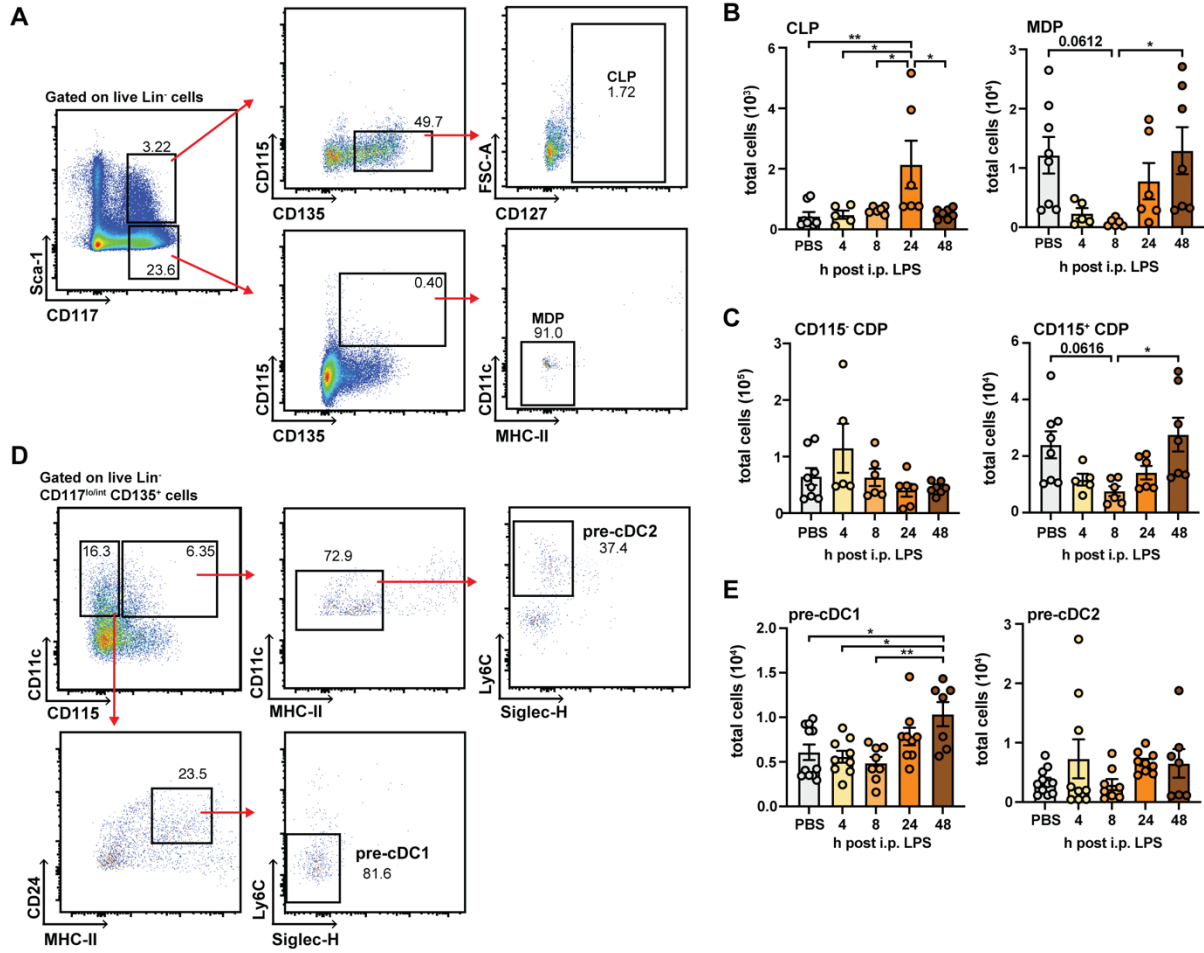 A
Gated on live Lin⁻ cells
3.22
23.6
Sca-1
CD117
49.7
CD115
CD135
CLP
1.72
FSC-A
CD127
0.40
CD115
CD135
MDP
91.0
CD11c
MHC-II
B
CLP
** * * *
total cells (10³)
6
4
2
0
PBS 4 8 24 48
h post i.p. LPS
MDP
0.0612 *
total cells (10⁴)
3
2
1
0
PBS 4 8 24 48
h post i.p. LPS
C
CD115⁻ CDP
total cells (10⁵)
3
2
1
0
PBS 4 8 24 48
h post i.p. LPS
CD115⁺ CDP
0.0616 *
total cells (10⁴)
6
4
2
0
PBS 4 8 24 48
h post i.p. LPS
D
Gated on live Lin⁻
CD117ˡᵒ/ⁱⁿᵗ CD135⁺ cells
16.3 6.35
CD11c
CD115
72.9
CD11c
MHC-II
pre-cDC2
37.4
Ly6C
Siglec-H
23.5
CD24
MHC-II
pre-cDC1
81.6
Ly6C
Siglec-H
E
pre-cDC1
* * **
total cells (10⁴)
2.0
1.5
1.0
0.5
0.0
PBS 4 8 24 48
h post i.p. LPS
pre-cDC2
total cells (10⁴)
3
2
1
0
PBS 4 8 24 48
h post i.p. LPS